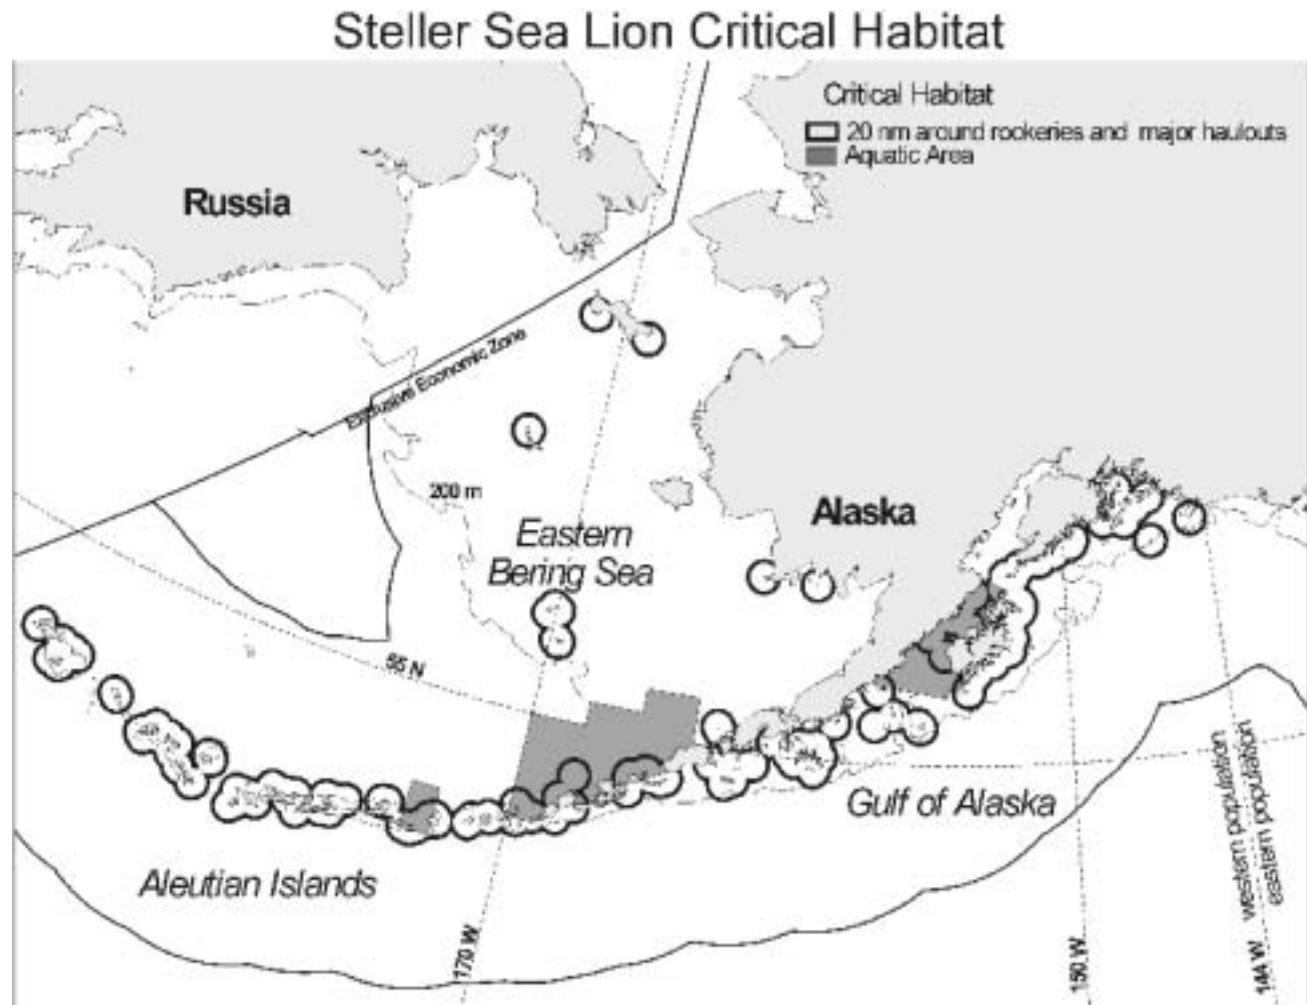 Steller Sea Lion Critical Habitat
Critical Habitat
20 nm around rookeries and major haulouts
Aquatic Area
Russia
Exclusive Economic Zone
200 m
Alaska
Eastern
Bering Sea
55 N
Gulf of Alaska
Aleutian Islands
170 W
150 W
144 W
western population
eastern population